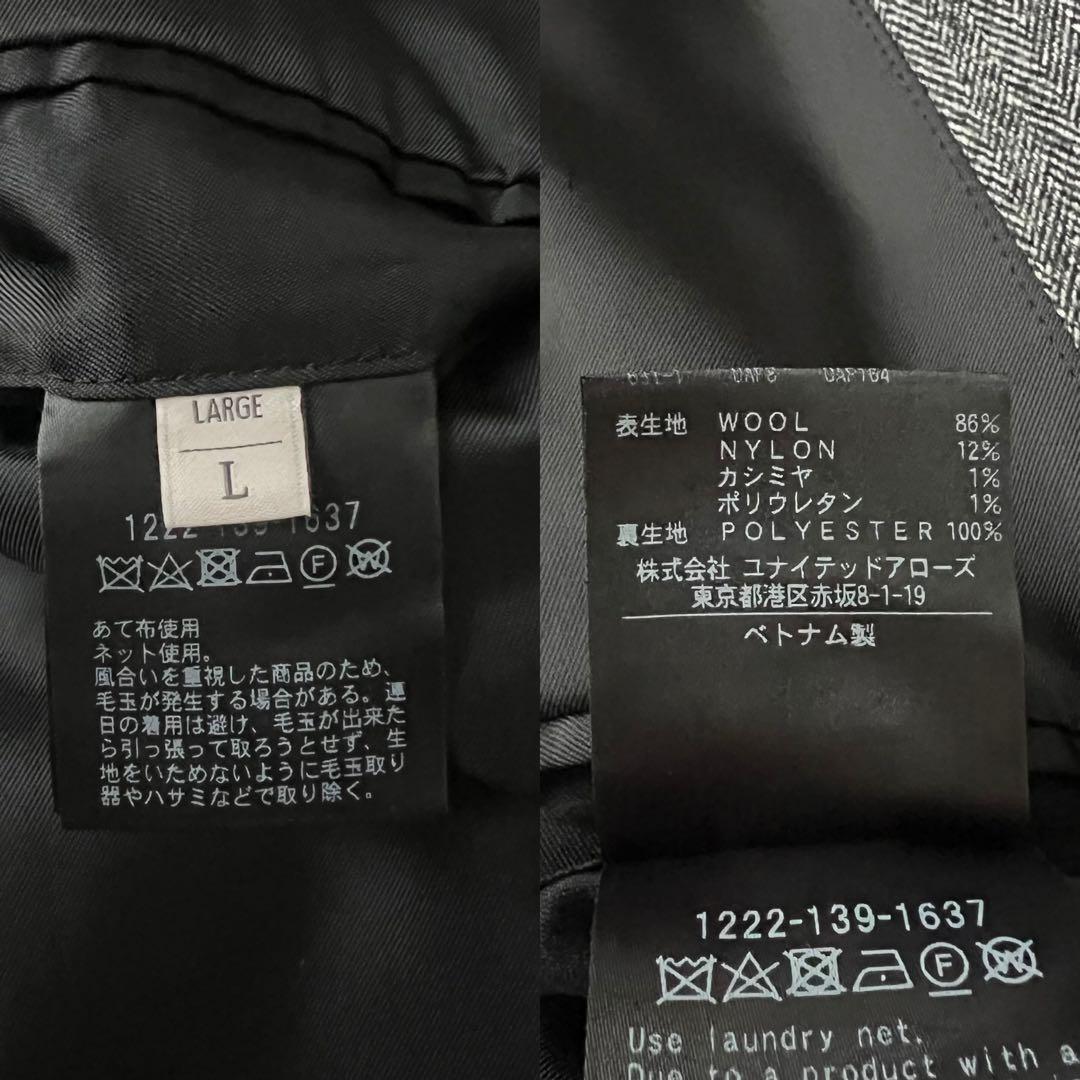 LARGE
L
1222-139-1637
F
W
あて布使用
ネット使用。
風合いを重視した商品のため、
毛玉が発生する場合がある。連
日の着用は避け、毛玉が出来た
ら引っ張って取ろうとせず、生
地をいためないように毛玉取り
器やハサミなどで取り除く。
表生地 WOOL 86%
NYLON 12%
カシミヤ 1%
ポリウレタン 1%
裏生地 POLYESTER 100%
株式会社 ユナイテッドアローズ
東京都港区赤坂8-1-19
ベトナム製
1222-139-1637
F
W
Use laundry net.
Due to a product with a